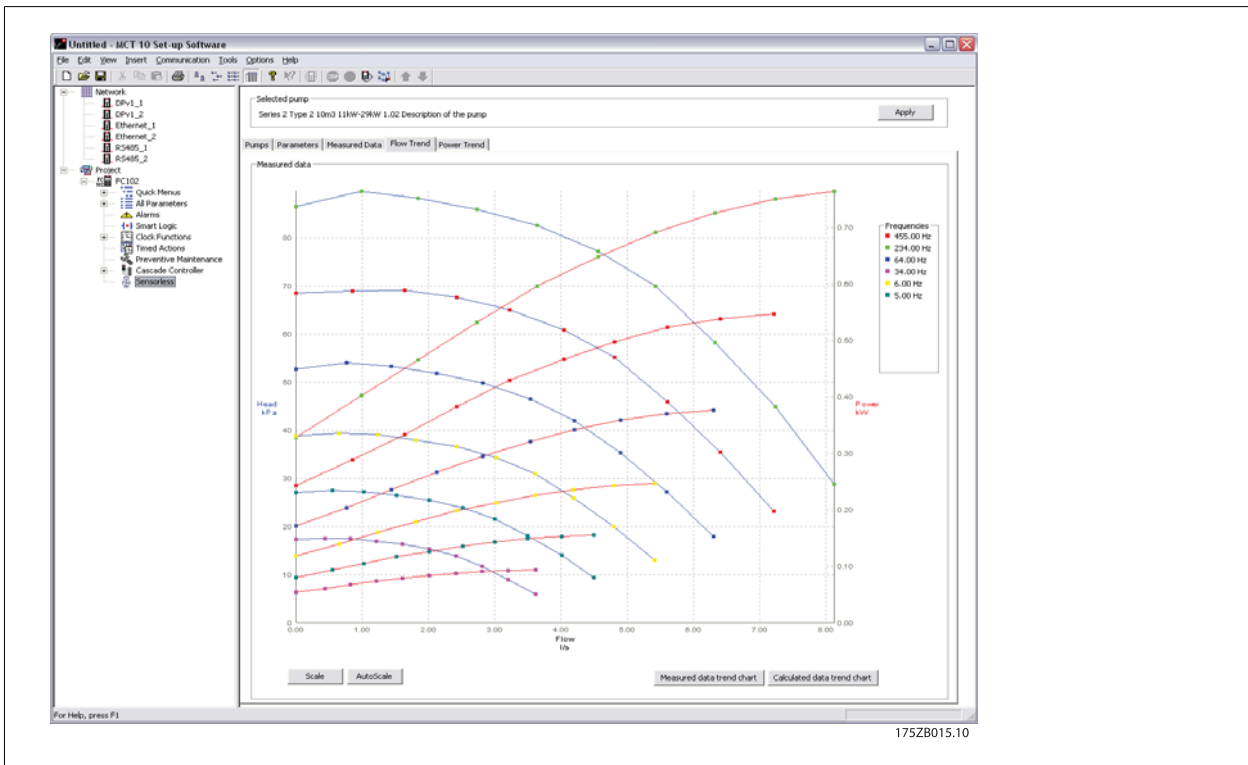 Untitled - MCT 10 Set-up Software
File Edit View Insert Communication Tools Options Help
Network
DPv1_1
DPv1_2
Ethernet_1
Ethernet_2
RS485_1
RS485_2
Project
FC102
Quick Menus
All Parameters
Alarms
Smart Logic
Clock Functions
Timed Actions
Preventive Maintenance
Cascade Controller
Sensorless
Selected pump
Series 2 Type 2 10m3 11kW-29kW 1.02 Description of the pump
Apply
Pumps Parameters Measured Data Flow Trend Power Trend
Measured data
80
70
60
50
40
30
20
10
0
Head
kPa
0.00 1.00 2.00 3.00 4.00 5.00 6.00 7.00 8.00
Flow
l/s
0.70
0.60
0.50
0.40
0.30
0.20
0.10
0.00
Power
kW
Frequencies
455.00 Hz
234.00 Hz
64.00 Hz
34.00 Hz
6.00 Hz
5.00 Hz
Scale AutoScale Measured data trend chart Calculated data trend chart
For Help, press F1
175ZB015.10